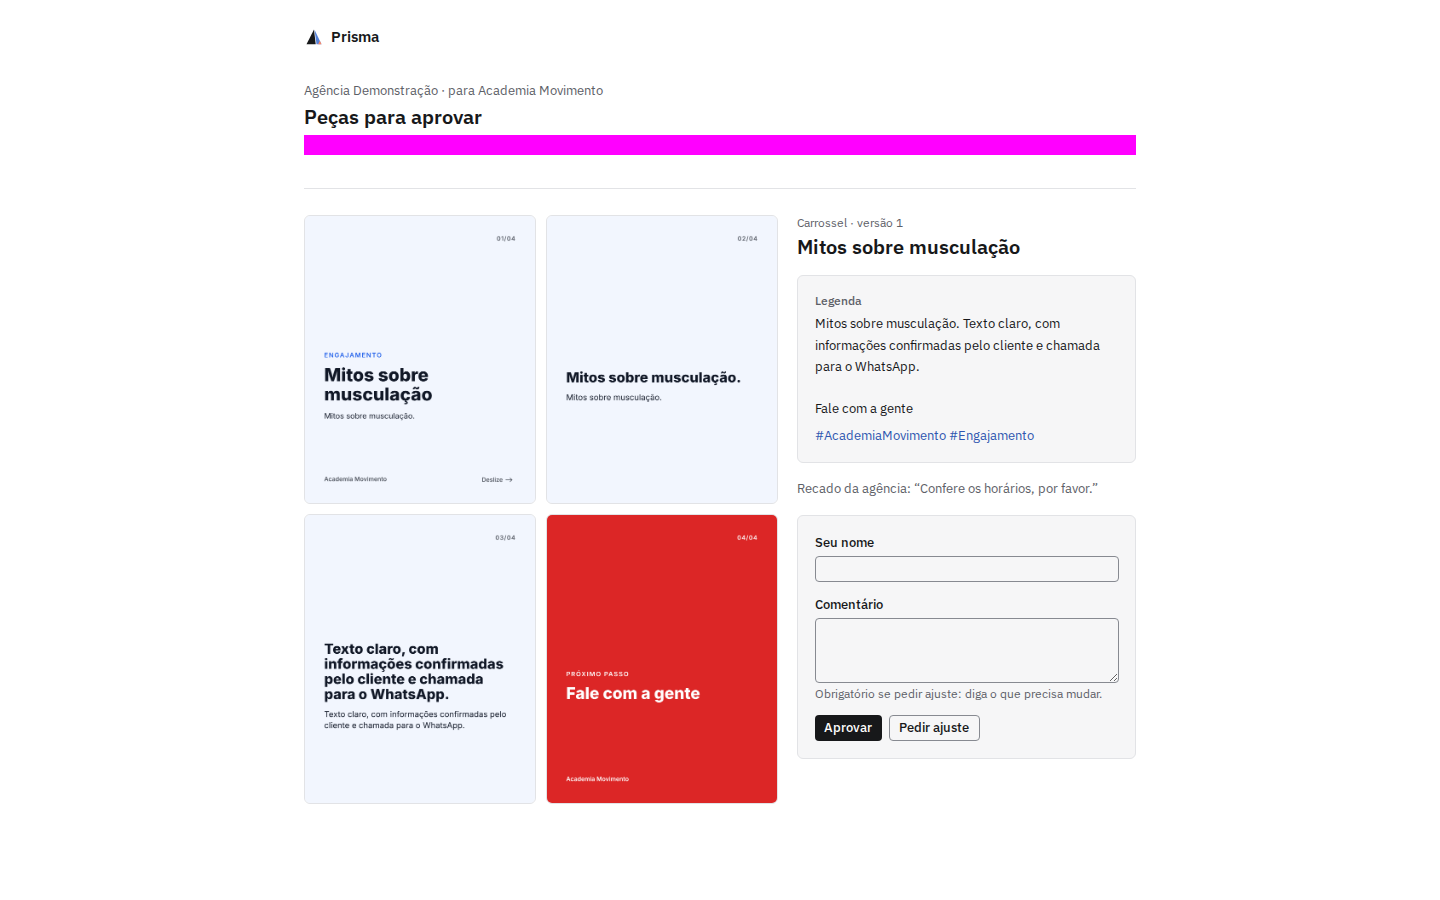 Prisma
Agência Demonstração · para Academia Movimento
Peças para aprovar
01/04
ENGAJAMENTO
Mitos sobre
musculação
Mitos sobre musculação.
Academia Movimento
Deslize →
02/04
Mitos sobre musculação.
Mitos sobre musculação.
03/04
Texto claro, com
informações confirmadas
pelo cliente e chamada
para o WhatsApp.
Texto claro, com informações confirmadas pelo
cliente e chamada para o WhatsApp.
04/04
PRÓXIMO PASSO
Fale com a gente
Academia Movimento
Carrossel · versão 1
Mitos sobre musculação
Legenda
Mitos sobre musculação. Texto claro, com
informações confirmadas pelo cliente e chamada
para o WhatsApp.
Fale com a gente
#AcademiaMovimento #Engajamento
Recado da agência: “Confere os horários, por favor.”
Seu nome
Comentário
Obrigatório se pedir ajuste: diga o que precisa mudar.
Aprovar
Pedir ajuste